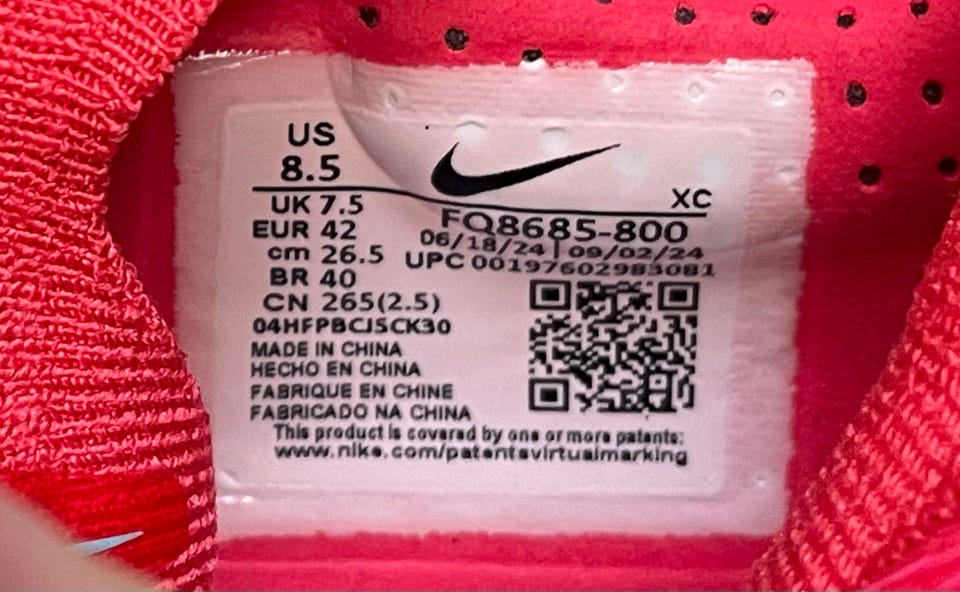 US
8.5
XC
UK 7.5
EUR 42
cm 26.5
BR 40
CN 265(2.5)
04HFPBCJ5CK30
FQ8685-800
06/18/24 | 09/02/24
UPC 00197602983081
MADE IN CHINA
HECHO EN CHINA
FABRIQUE EN CHINE
FABRICADO NA CHINA
This product is covered by one or more patents:
www.nike.com/patentsvirtualmarking